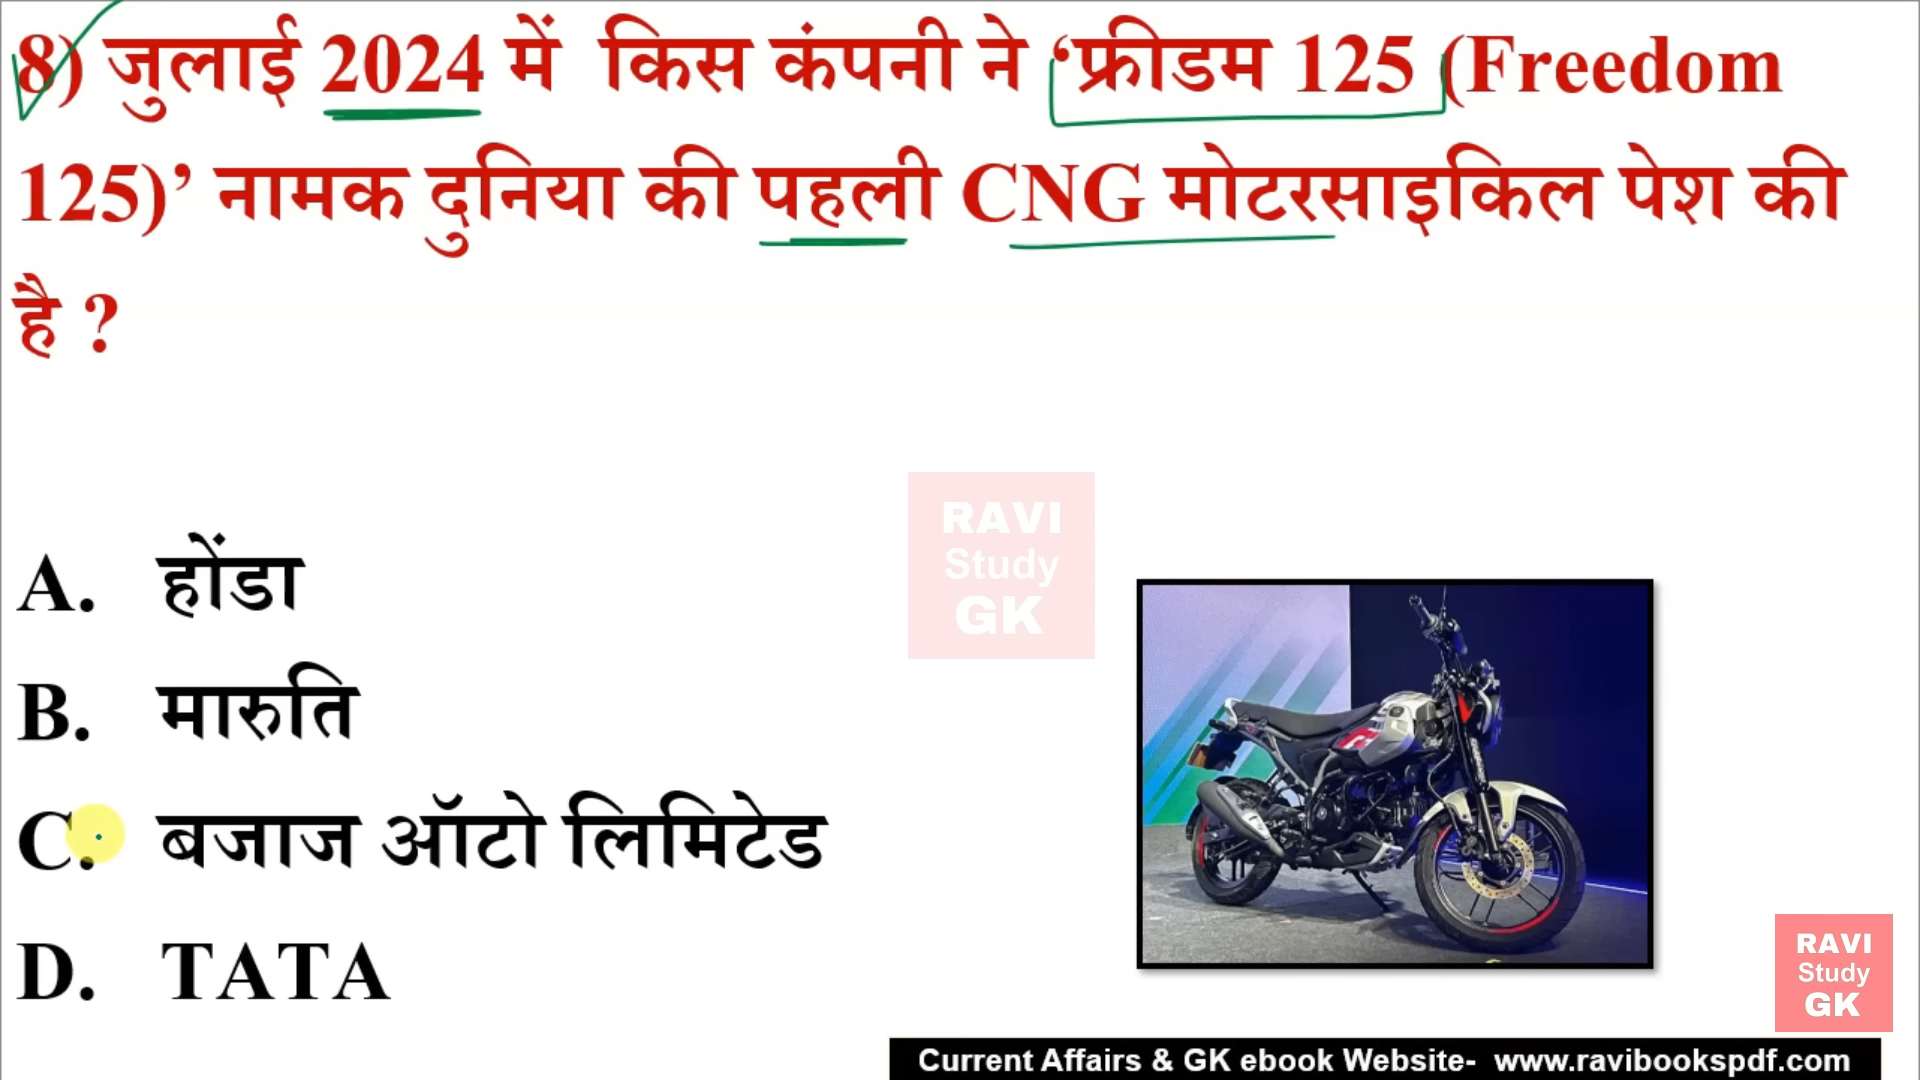 8) जुलाई 2024 में किस कंपनी ने ‘फ्रीडम 125 (Freedom
125)’ नामक दुनिया की पहली CNG मोटरसाइकिल पेश की
है ?
RAVI
Study
GK
A. होंडा
B. मारुति
C. बजाज ऑटो लिमिटेड
D. TATA
RAVI
Study
GK
Current Affairs & GK ebook Website- www.ravibookspdf.com